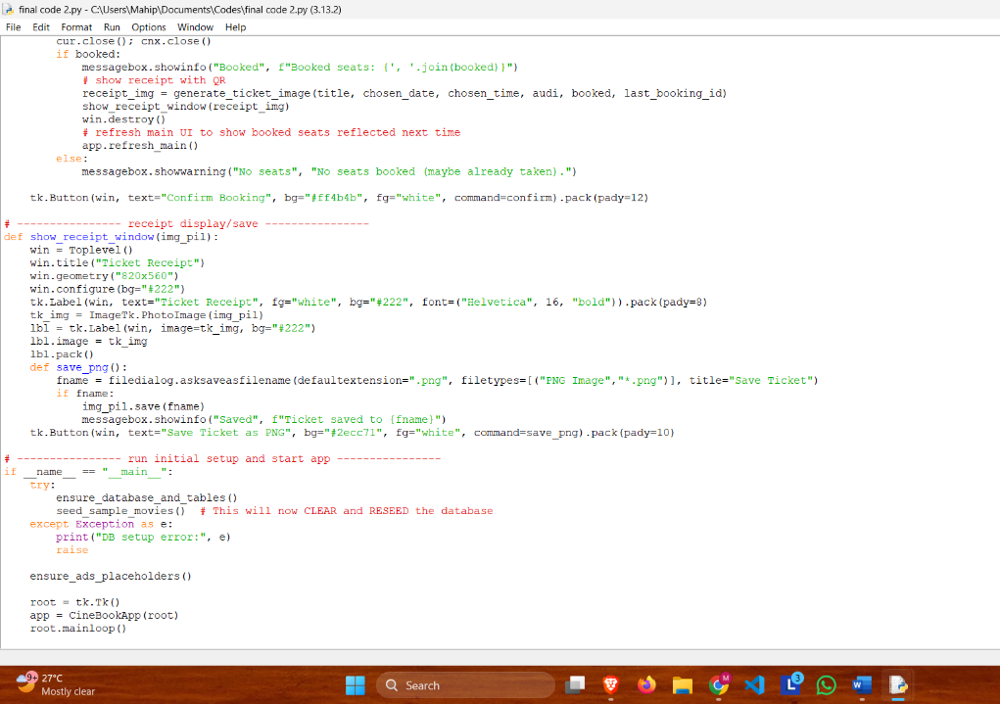 final code 2.py - C:\Users\Mahip\Documents\Codes\final code 2.py (3.13.2)
File Edit Format Run Options Window Help
        cur.close(); cnx.close()
        if booked:
            messagebox.showinfo("Booked", f"Booked seats: {', '.join(booked)}")
            # show receipt with QR
            receipt_img = generate_ticket_image(title, chosen_date, chosen_time, audi, booked, last_booking_id)
            show_receipt_window(receipt_img)
            win.destroy()
            # refresh main UI to show booked seats reflected next time
            app.refresh_main()
        else:
            messagebox.showwarning("No seats", "No seats booked (maybe already taken).")
    tk.Button(win, text="Confirm Booking", bg="#ff4b4b", fg="white", command=confirm).pack(pady=12)
# ---------------- receipt display/save ----------------
def show_receipt_window(img_pil):
    win = Toplevel()
    win.title("Ticket Receipt")
    win.geometry("820x560")
    win.configure(bg="#222")
    tk.Label(win, text="Ticket Receipt", fg="white", bg="#222", font=("Helvetica", 16, "bold")).pack(pady=8)
    tk_img = ImageTk.PhotoImage(img_pil)
    lbl = tk.Label(win, image=tk_img, bg="#222")
    lbl.image = tk_img
    lbl.pack()
    def save_png():
        fname = filedialog.asksaveasfilename(defaultextension=".png", filetypes=[("PNG Image","*.png")], title="Save Ticket")
        if fname:
            img_pil.save(fname)
            messagebox.showinfo("Saved", f"Ticket saved to {fname}")
    tk.Button(win, text="Save Ticket as PNG", bg="#2ecc71", fg="white", command=save_png).pack(pady=10)
# ---------------- run initial setup and start app ----------------
if __name__ == "__main__":
    try:
        ensure_database_and_tables()
        seed_sample_movies()  # This will now CLEAR and RESEED the database
    except Exception as e:
        print("DB setup error:", e)
        raise
    ensure_ads_placeholders()
    root = tk.Tk()
    app = CineBookApp(root)
    root.mainloop()
9+ 27°C
Mostly clear
Search
M
L 3
W